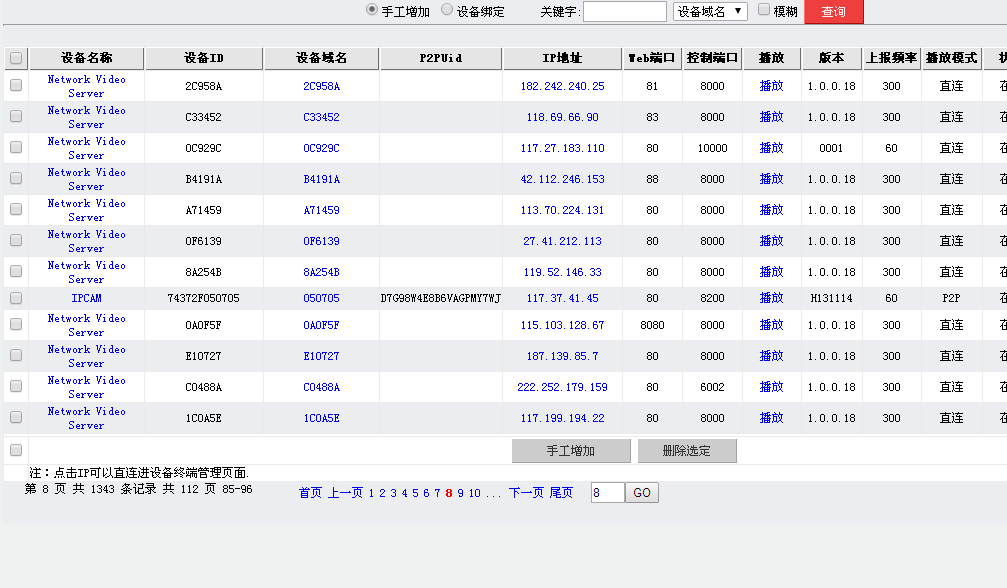 手工增加 设备绑定 关键字: 设备域名 模糊 查询
设备名称 设备ID 设备域名 P2PUid IP地址 Web端口 控制端口 播放 版本 上报频率 播放模式
Network Video Server 2C958A 2C958A 182.242.240.25 81 8000 播放 1.0.0.18 300 直连 在
Network Video Server C33452 C33452 118.69.66.90 83 8000 播放 1.0.0.18 300 直连 在
Network Video Server 0C929C 0C929C 117.27.183.110 80 10000 播放 0001 60 直连 在
Network Video Server B4191A B4191A 42.112.246.153 88 8000 播放 1.0.0.18 300 直连 在
Network Video Server A71459 A71459 113.70.224.131 80 8000 播放 1.0.0.18 300 直连 在
Network Video Server 0F6139 0F6139 27.41.212.113 80 8000 播放 1.0.0.18 300 直连 在
Network Video Server 8A254B 8A254B 119.52.146.33 80 8000 播放 1.0.0.18 300 直连 在
IPCAM 74372F050705 050705 D7G98W4E8B6VAGPMY7WJ 117.37.41.45 80 8200 播放 H131114 60 P2P 在
Network Video Server 0A0F5F 0A0F5F 115.103.128.67 8080 8000 播放 1.0.0.18 300 直连 在
Network Video Server E10727 E10727 187.139.85.7 80 8000 播放 1.0.0.18 300 直连 在
Network Video Server C0488A C0488A 222.252.179.159 80 6002 播放 1.0.0.18 300 直连 在
Network Video Server 1C0A5E 1C0A5E 117.199.194.22 80 8000 播放 1.0.0.18 300 直连 在
手工增加 删除选定
注：点击IP可以直连进设备终端管理页面.
第 8 页 共 1343 条记录 共 112 页 85-96 首页 上一页 1 2 3 4 5 6 7 8 9 10 ... 下一页 尾页 8 GO